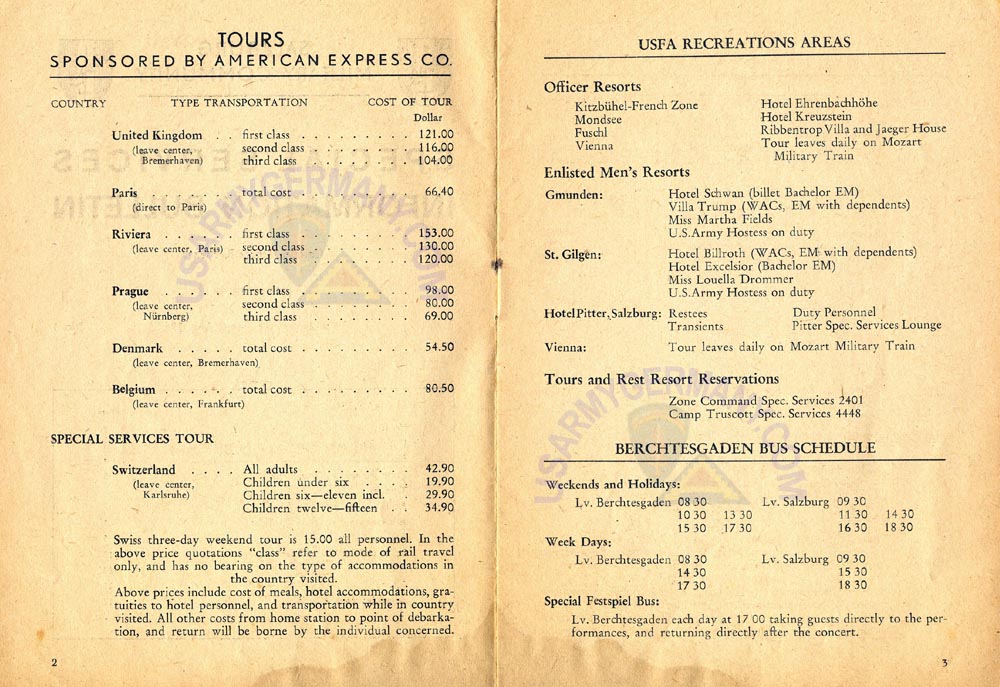 TOURS
SPONSORED BY AMERICAN EXPRESS CO.
COUNTRY TYPE TRANSPORTATION COST OF TOUR
Dollar
United Kingdom . . first class . . . . . . . . . 121.00
(leave center, second class . . . . . . . . 116.00
Bremerhaven) third class . . . . . . . . 104.00
Paris . . . . . . total cost . . . . . . . . . 66,40
(direct to Paris)
Riviera . . . . . . first class . . . . . . . . . 153.00
(leave center, Paris) second class . . . . . . . . 130.00
third class . . . . . . . . 120.00
Prague . . . . . . first class . . . . . . . . . 98.00
(leave center, second class . . . . . . . . 80.00
Nürnberg) third class . . . . . . . . 69.00
Denmark . . . . . total cost . . . . . . . . . 54.50
(leave center, Bremerhaven)
Belgium . . . . . . total cost . . . . . . . . . 80.50
(leave center, Frankfurt)
SPECIAL SERVICES TOUR
Switzerland . . . . All adults . . . . . . . . 42.90
(leave center, Children under six . . . . 19.90
Karlsruhe) Children six—eleven incl. . 29.90
Children twelve—fifteen . . 34.90
Swiss three-day weekend tour is 15.00 all personnel. In the
above price quotations "class" refer to mode of rail travel
only, and has no bearing on the type of accommodations in
the country visited.
Above prices include cost of meals, hotel accommodations, gra-
tuities to hotel personnel, and transportation while in country
visited. All other costs from home station to point of debarka-
tion, and return will be borne by the individual concerned.
2
USFA RECREATIONS AREAS
Officer Resorts
Kitzbühel-French Zone Hotel Ehrenbachhöhe
Mondsee Hotel Kreuzstein
Fuschl Ribbentrop Villa and Jaeger House
Vienna Tour leaves daily on Mozart
Military Train
Enlisted Men's Resorts
Gmunden: Hotel Schwan (billet Bachelor EM)
Villa Trump (WACs, EM with dependents)
Miss Martha Fields
U.S.Army Hostess on duty
St. Gilgen: Hotel Billroth (WACs, EM with dependents)
Hotel Excelsior (Bachelor EM)
Miss Louella Drommer
U.S.Army Hostess on duty
Hotel Pitter, Salzburg: Restees Duty Personnel
Transients Pitter Spec. Services Lounge
Vienna: Tour leaves daily on Mozart Military Train
Tours and Rest Resort Reservations
Zone Command Spec. Services 2401
Camp Truscott Spec. Services 4448
BERCHTESGADEN BUS SCHEDULE
Weekends and Holidays:
Lv. Berchtesgaden 08 30 Lv. Salzburg 09 30
10 30 13 30 11 30 14 30
15 30 17 30 16 30 18 30
Week Days:
Lv. Berchtesgaden 08 30 Lv. Salzburg 09 30
14 30 15 30
17 30 18 30
Special Festspiel Bus:
Lv. Berchtesgaden each day at 17 00 taking guests directly to the per-
formances, and returning directly after the concert.
3
USARMYGERMANY.COM
USARMYGERMANY.COM